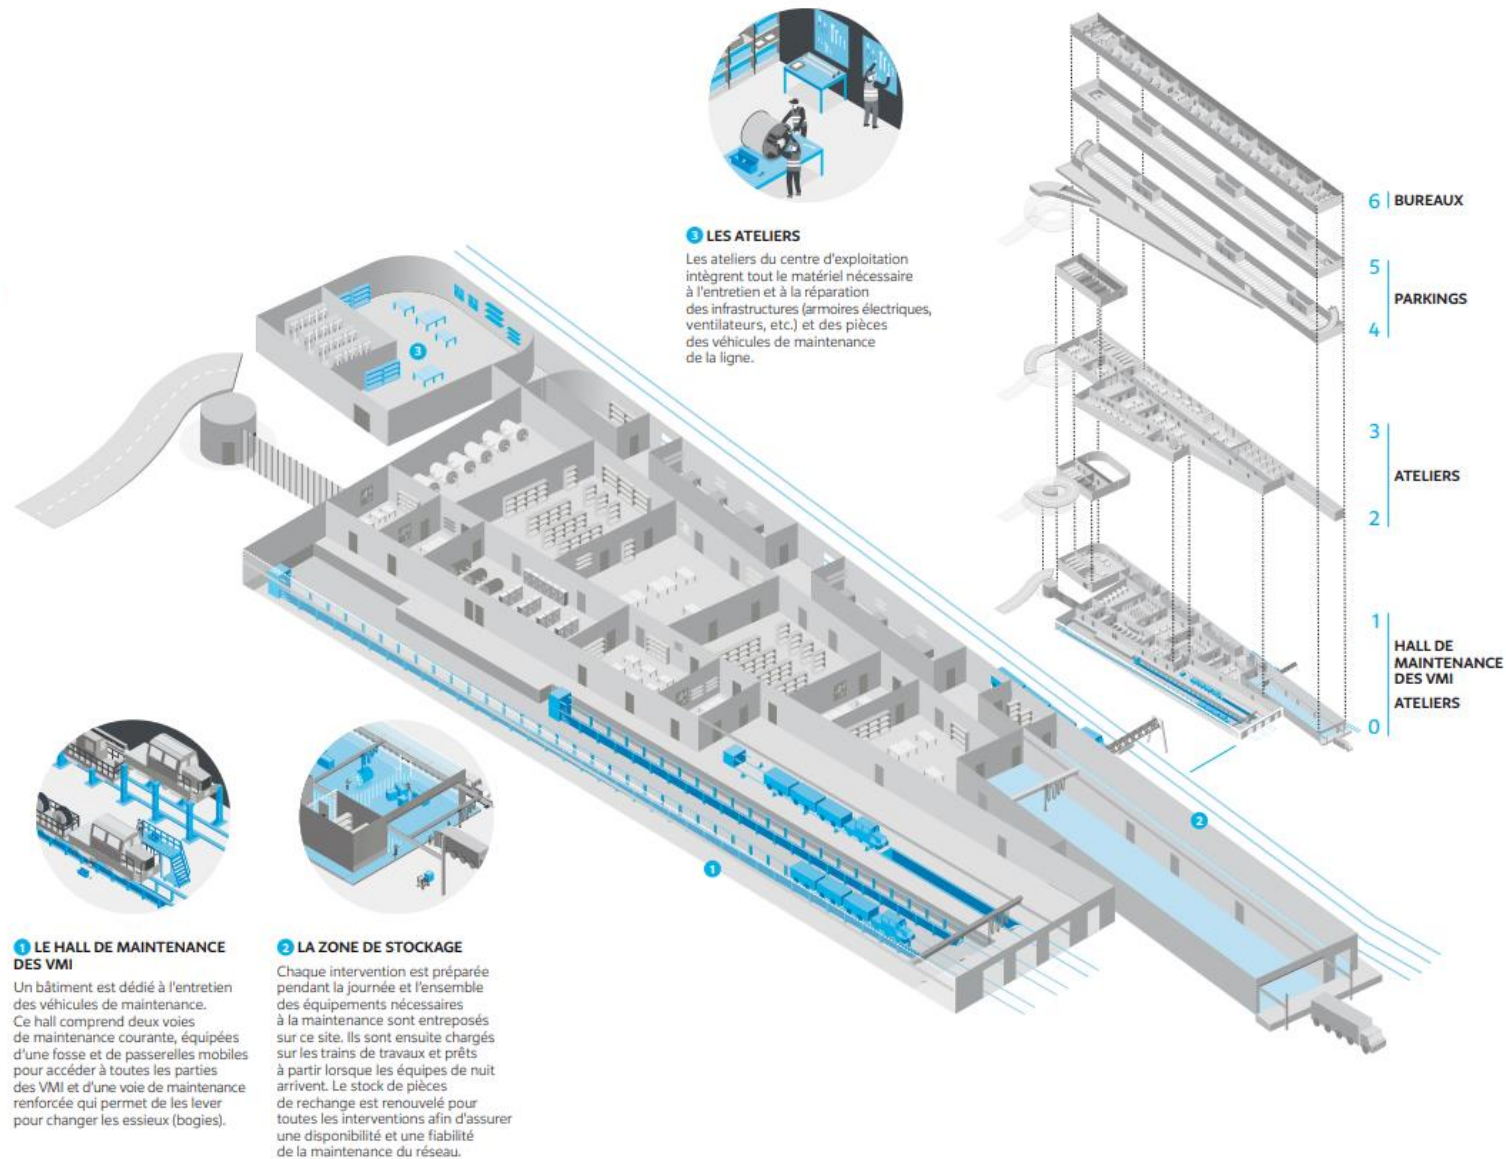 3 LES ATELIERS
Les ateliers du centre d'exploitation
intègrent tout le matériel nécessaire
à l'entretien et à la réparation
des infrastructures (armoires électriques,
ventilateurs, etc.) et des pièces
des véhicules de maintenance
de la ligne.
6 BUREAUX
5
PARKINGS
4
3
ATELIERS
2
1
HALL DE
MAINTENANCE
DES VMI
ATELIERS
0
3
2
1
1 LE HALL DE MAINTENANCE
DES VMI
Un bâtiment est dédié à l'entretien
des véhicules de maintenance.
Ce hall comprend deux voies
de maintenance courante, équipées
d'une fosse et de passerelles mobiles
pour accéder à toutes les parties
des VMI et d'une voie de maintenance
renforcée qui permet de les lever
pour changer les essieux (bogies).
2 LA ZONE DE STOCKAGE
Chaque intervention est préparée
pendant la journée et l'ensemble
des équipements nécessaires
à la maintenance sont entreposés
sur ce site. Ils sont ensuite chargés
sur les trains de travaux et prêts
à partir lorsque les équipes de nuit
arrivent. Le stock de pièces
de rechange est renouvelé pour
toutes les interventions afin d'assurer
une disponibilité et une fiabilité
de la maintenance du réseau.